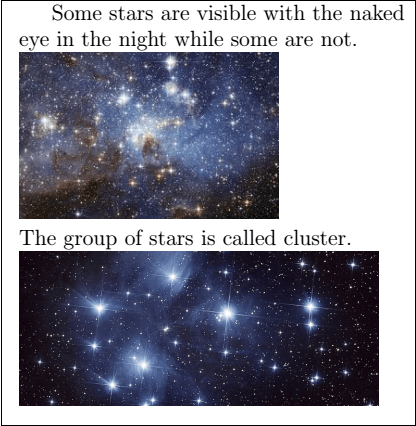 Some stars are visible with the naked
eye in the night while some are not.
The group of stars is called cluster.